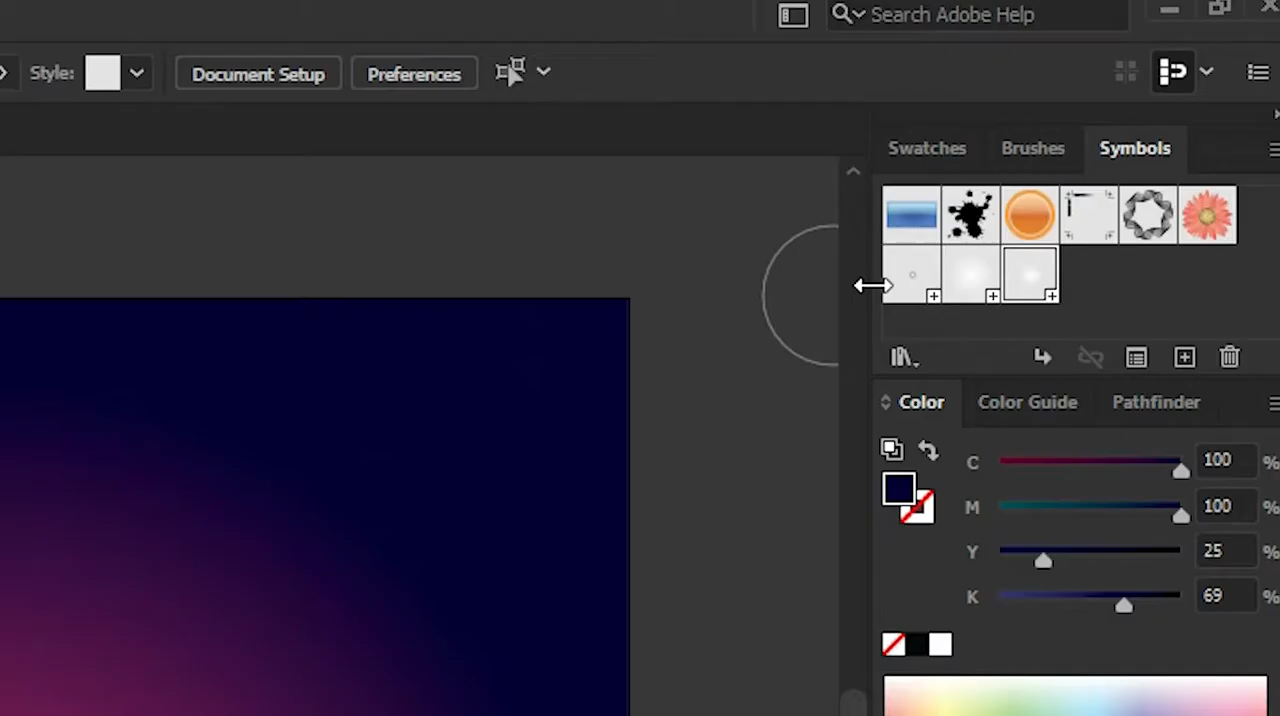 Search Adobe Help
Style:
Document Setup
Preferences
Swatches
Brushes
Symbols
Color
Color Guide
Pathfinder
C 100 %
M 100 %
Y 25 %
K 69 %